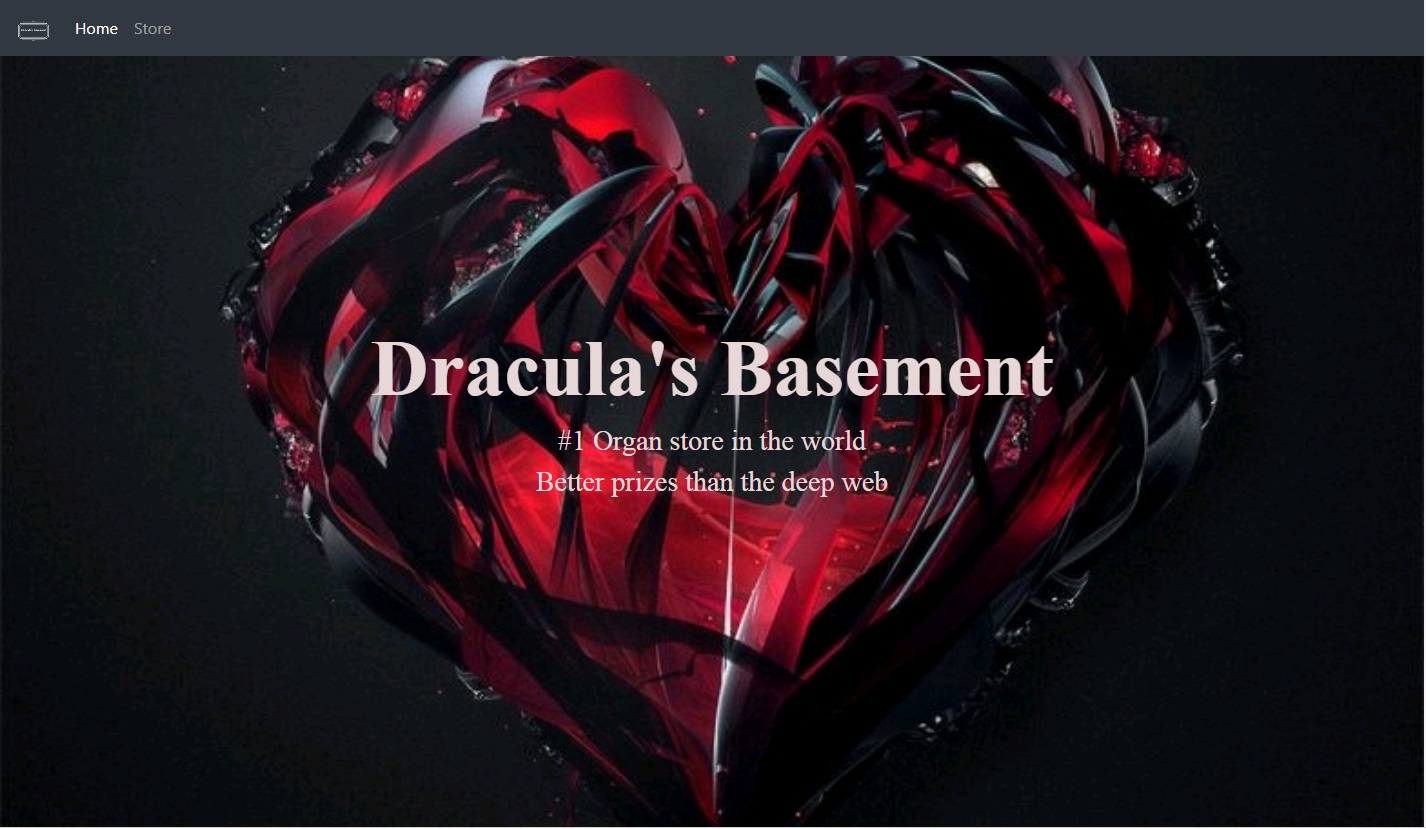 Home Store
Dracula's Basement
#1 Organ store in the world
Better prizes than the deep web